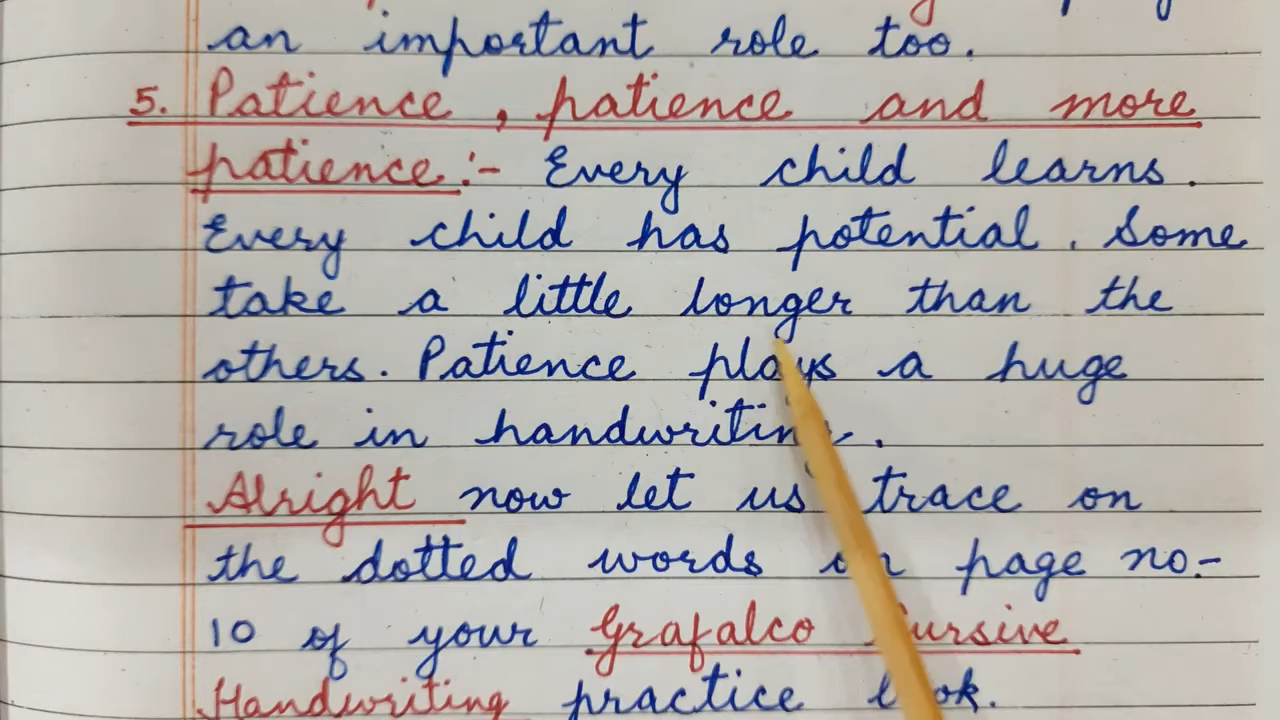 an important role too.
5. Patience, patience and more
patience:- Every child learns.
Every child has potential. Some
take a little longer than the
others. Patience plays a huge
role in handwriting.
Alright now let us trace on
the dotted words on page no.-
10 of your Grafalco Cursive
Handwriting practice book.